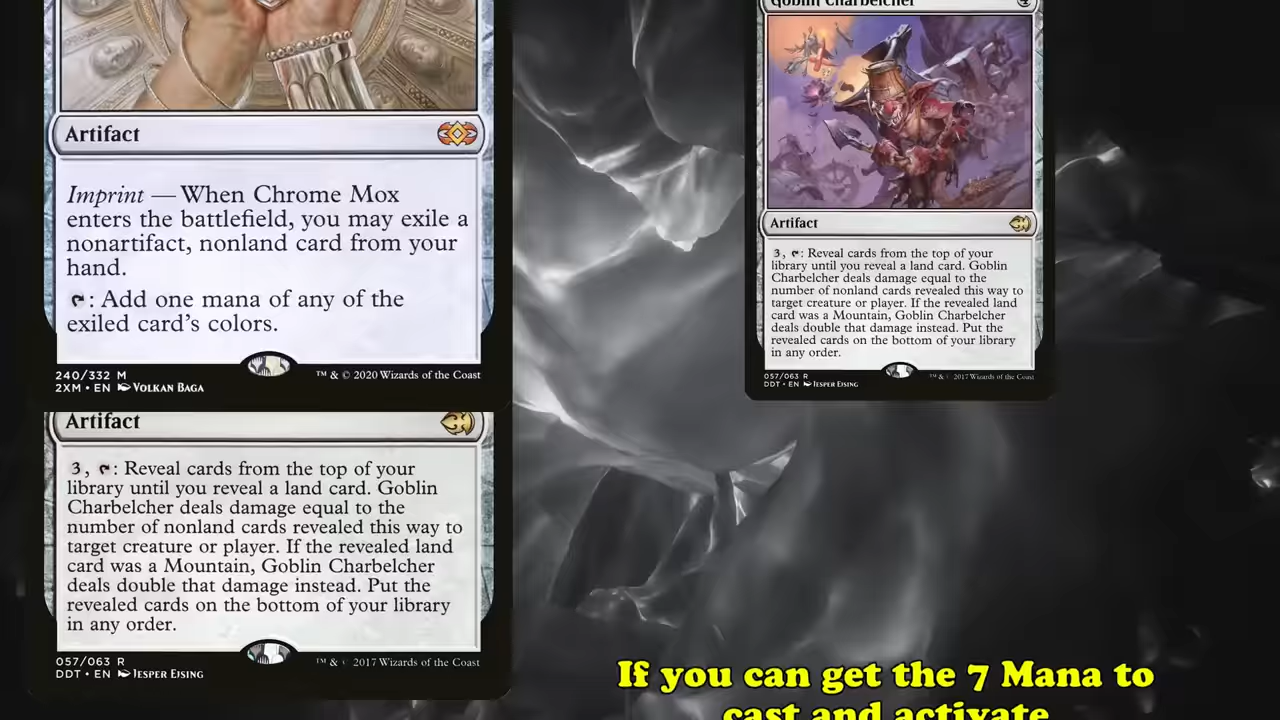 Artifact
Imprint — When Chrome Mox
enters the battlefield, you may exile a
nonartifact, nonland card from your
hand.
: Add one mana of any of the
exiled card's colors.
240/332 M
2XM • EN VOLKAN BAGA
™ & © 2020 Wizards of the Coast
Artifact
3, : Reveal cards from the top of your
library until you reveal a land card. Goblin
Charbelcher deals damage equal to the
number of nonland cards revealed this way to
target creature or player. If the revealed land
card was a Mountain, Goblin Charbelcher
deals double that damage instead. Put the
revealed cards on the bottom of your library
in any order.
057/063 R
DDT • EN JESPER EJSING
™ & © 2017 Wizards of the Coast
Goblin Charbelcher
4
Artifact
3, : Reveal cards from the top of your
library until you reveal a land card. Goblin
Charbelcher deals damage equal to the
number of nonland cards revealed this way to
target creature or player. If the revealed land
card was a Mountain, Goblin Charbelcher
deals double that damage instead. Put the
revealed cards on the bottom of your library
in any order.
057/063 R
DDT • EN JESPER EJSING
™ & © 2017 Wizards of the Coast
If you can get the 7 Mana to
cast and activate